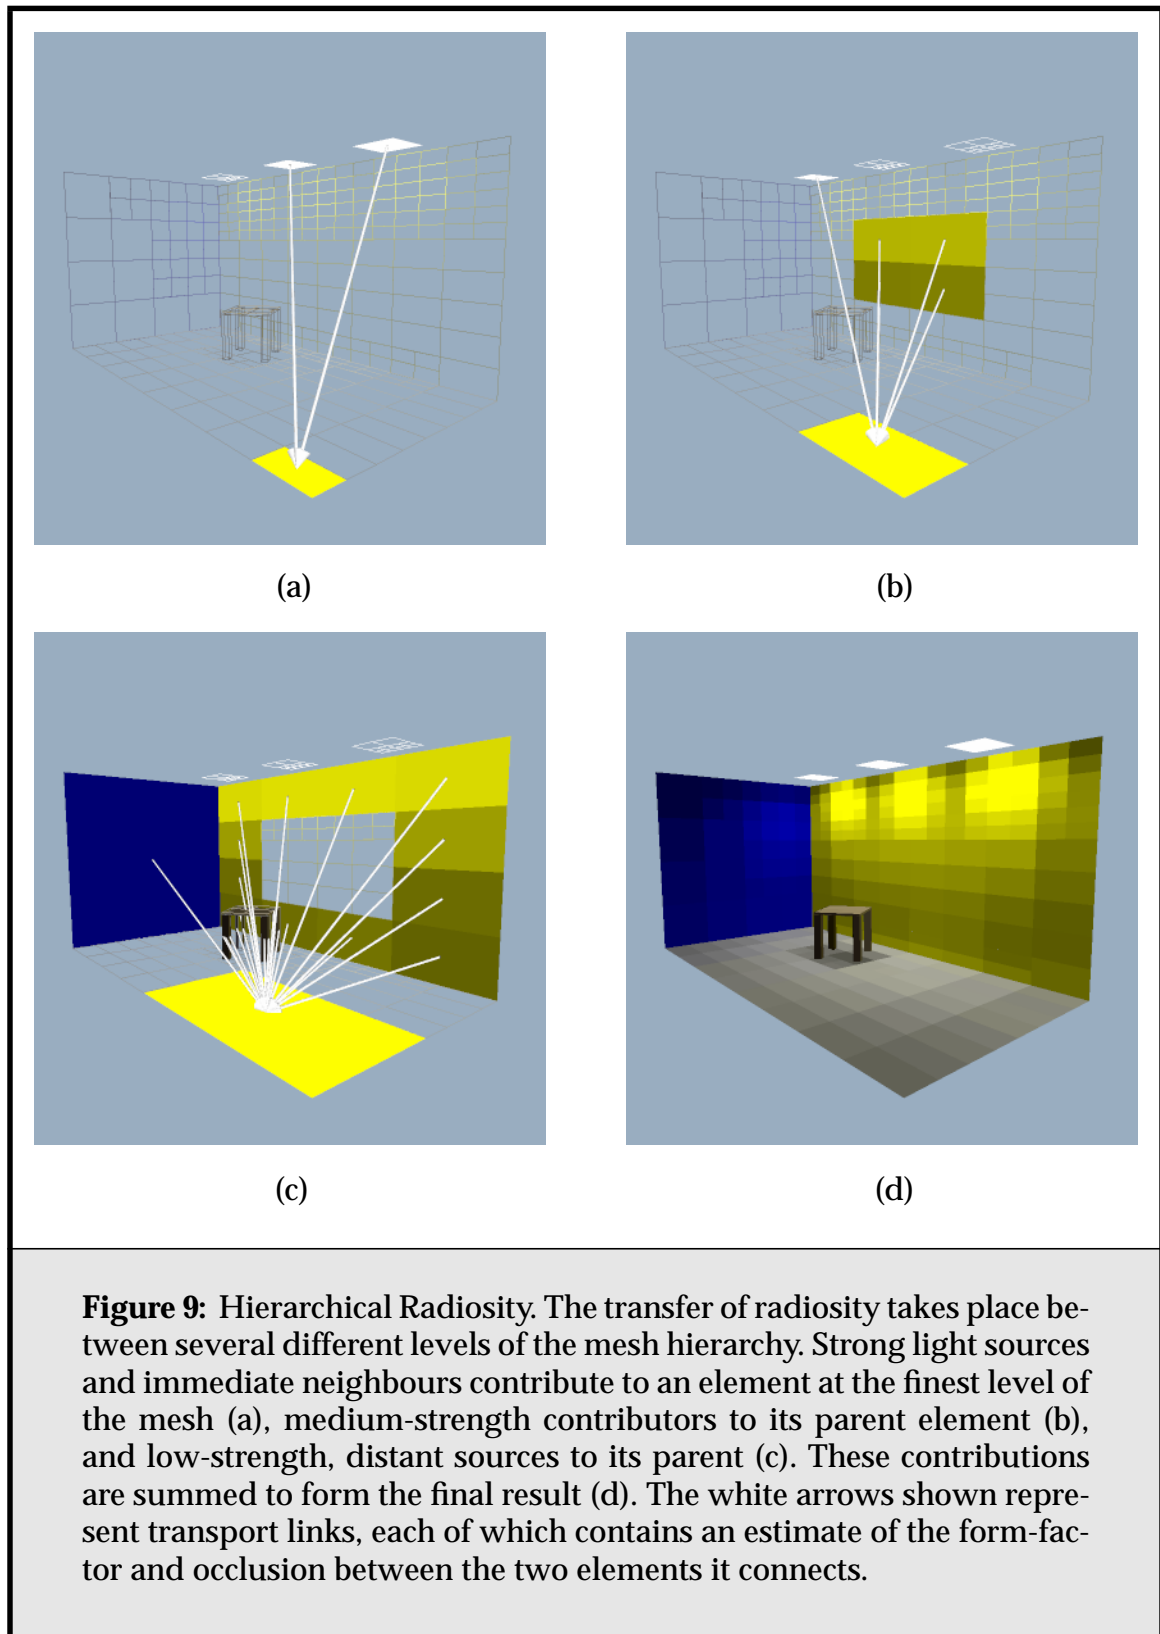 (a)
(b)
(c)
(d)
Figure 9: Hierarchical Radiosity. The transfer of radiosity takes place be-
tween several different levels of the mesh hierarchy. Strong light sources
and immediate neighbours contribute to an element at the finest level of
the mesh (a), medium-strength contributors to its parent element (b),
and low-strength, distant sources to its parent (c). These contributions
are summed to form the final result (d). The white arrows shown repre-
sent transport links, each of which contains an estimate of the form-fac-
tor and occlusion between the two elements it connects.